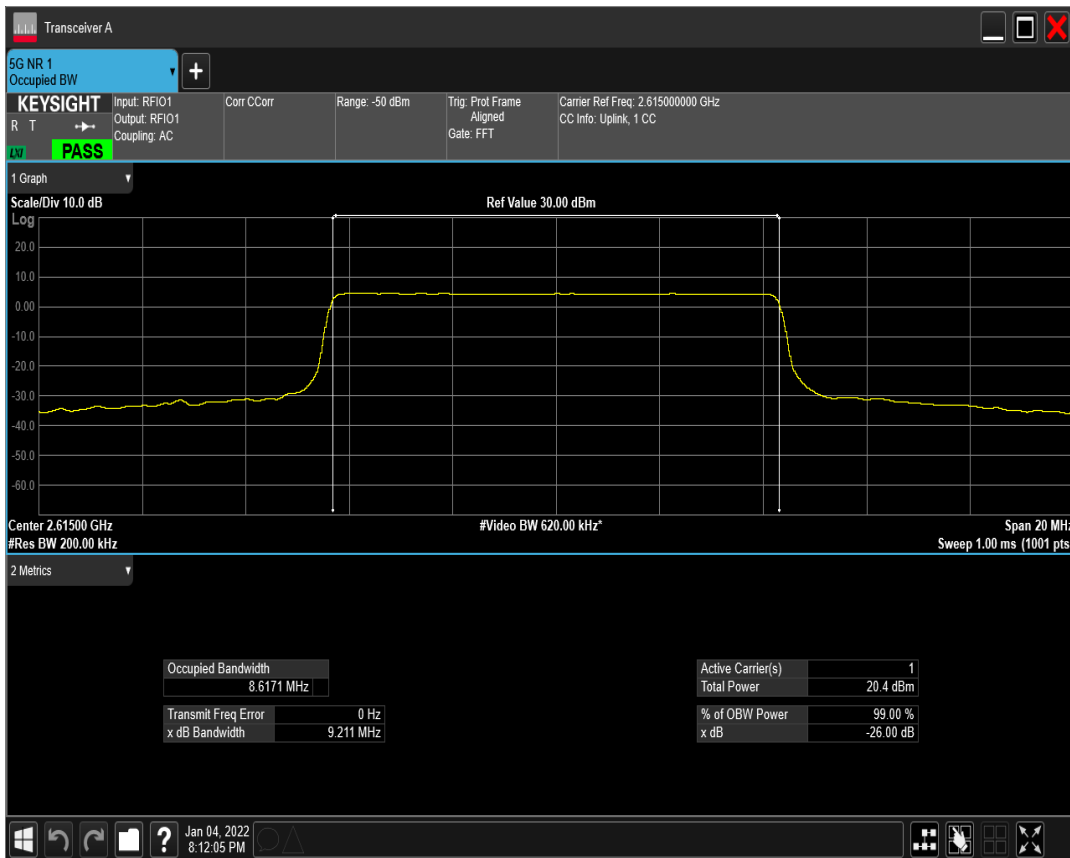 Transceiver A
5G NR 1
Occupied BW
KEYSIGHT
R T
LXI
PASS
Input: RFIO1
Output: RFIO1
Coupling: AC
Corr CCorr
Range: -50 dBm
Trig: Prot Frame
Aligned
Gate: FFT
Carrier Ref Freq: 2.615000000 GHz
CC Info: Uplink, 1 CC
1 Graph
Scale/Div 10.0 dB
Ref Value 30.00 dBm
Log
20.0
10.0
0.00
-10.0
-20.0
-30.0
-40.0
-50.0
-60.0
Center 2.61500 GHz
#Video BW 620.00 kHz*
Span 20 MHz
#Res BW 200.00 kHz
Sweep 1.00 ms (1001 pts
2 Metrics
Occupied Bandwidth
8.6171 MHz
Transmit Freq Error 0 Hz
x dB Bandwidth 9.211 MHz
Active Carrier(s) 1
Total Power 20.4 dBm
% of OBW Power 99.00 %
x dB -26.00 dB
?
Jan 04, 2022
8:12:05 PM